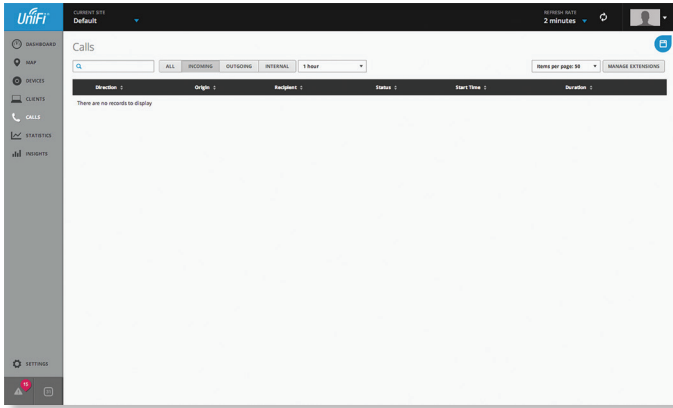 UniFi
CURRENT SITE
Default
REFRESH RATE
2 minutes
DASHBOARD
MAP
DEVICES
CLIENTS
CALLS
STATISTICS
INSIGHTS
SETTINGS
15
Calls
ALL INCOMING OUTGOING INTERNAL 1 hour
Items per page: 50 MANAGE EXTENSIONS
Direction Origin Recipient Status Start Time Duration
There are no records to display